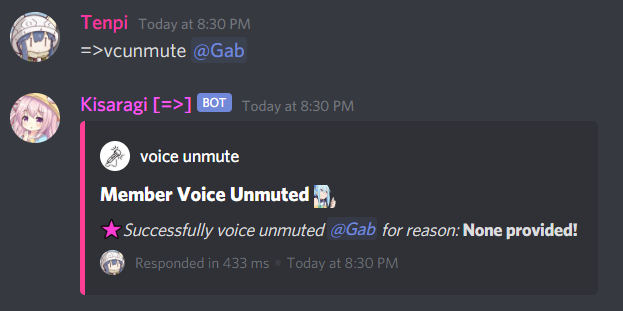 Tenpi Today at 8:30 PM
=>vcunmute @Gab
Kisaragi [=>] BOT Today at 8:30 PM
voice unmute
Member Voice Unmuted
Successfully voice unmuted @Gab for reason: None provided!
Responded in 433 ms • Today at 8:30 PM